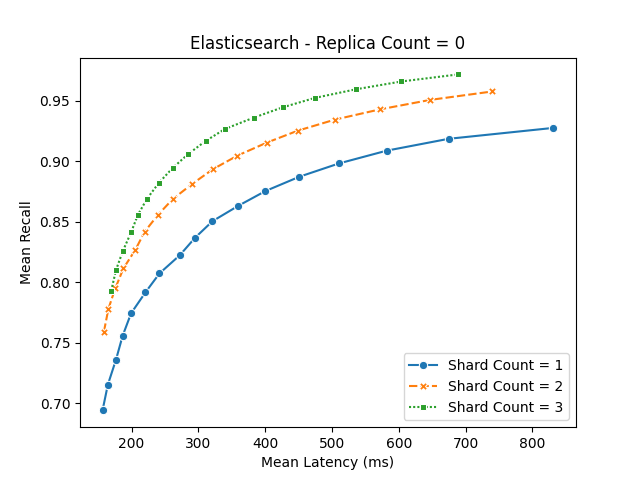 Elasticsearch - Replica Count = 0
Mean Recall
0.95
0.90
0.85
0.80
0.75
0.70
Shard Count = 1
Shard Count = 2
Shard Count = 3
200 300 400 500 600 700 800
Mean Latency (ms)